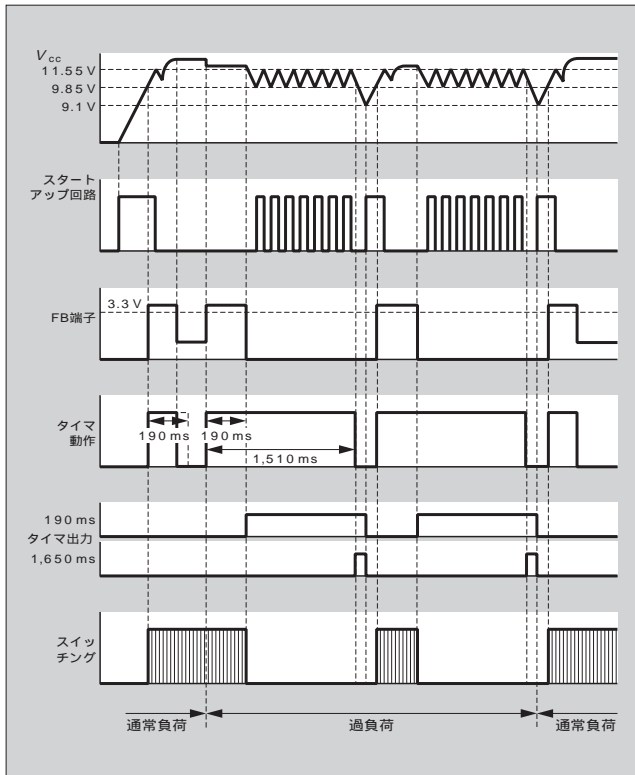 Vcc
11.55 V
9.85 V
9.1 V
スタート
アップ回路
3.3 V
FB端子
タイマ
動作
190 ms
190 ms
1,510 ms
190 ms
タイマ出力
1,650 ms
スイッ
チング
通常負荷
過負荷
通常負荷